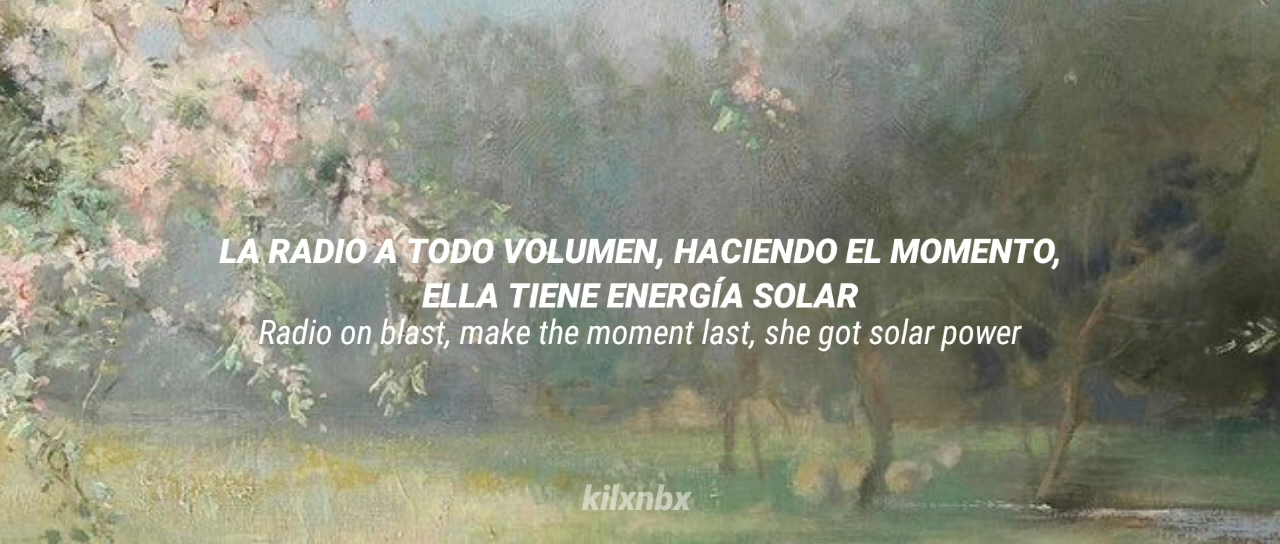 LA RADIO A TODO VOLUMEN, HACIENDO EL MOMENTO,
ELLA TIENE ENERGÍA SOLAR
Radio on blast, make the moment last, she got solar power
kilxnbx